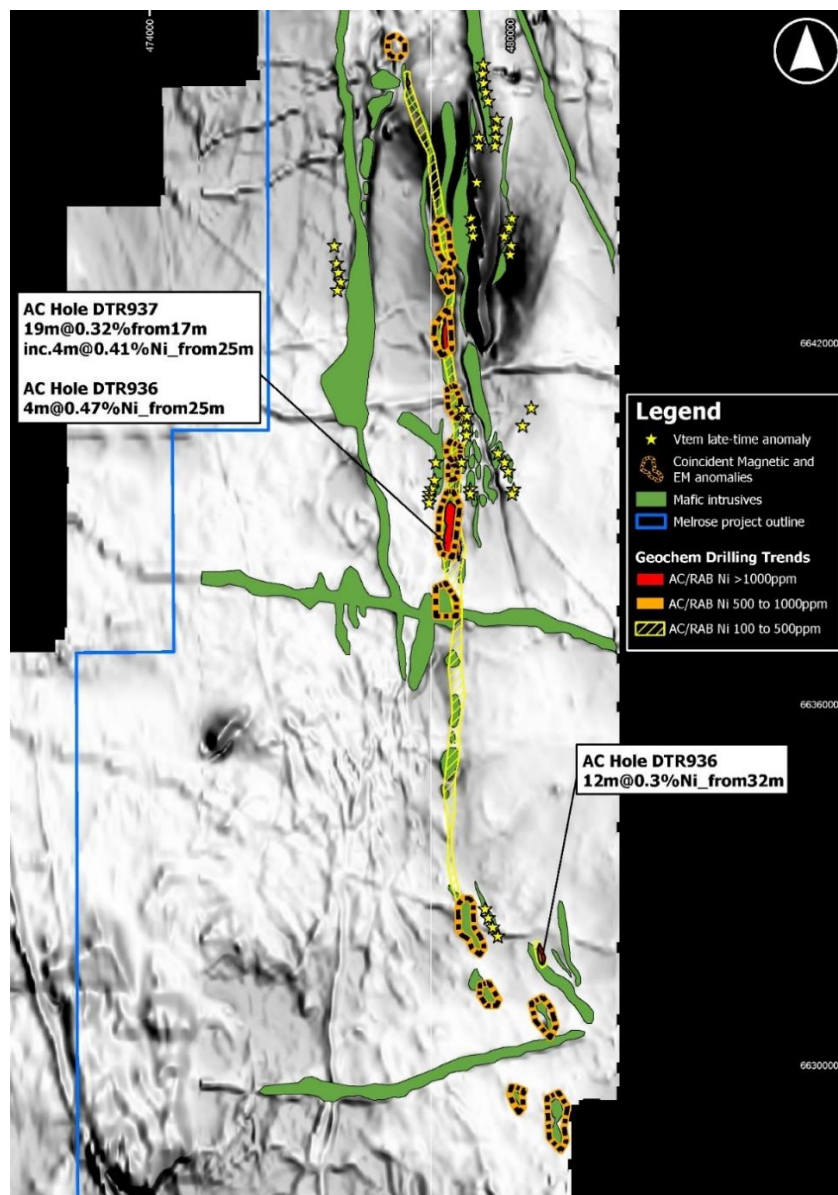 474000
480000
AC Hole DTR937
19m@0.32%from17m
inc.4m@0.41%Ni_from25m
AC Hole DTR936
4m@0.47%Ni_from25m
6642000
Legend
Vtem late-time anomaly
Coincident Magnetic and
EM anomalies
Mafic intrusives
Melrose project outline
Geochem Drilling Trends
AC/RAB Ni >1000ppm
AC/RAB Ni 500 to 1000ppm
AC/RAB Ni 100 to 500ppm
6636000
AC Hole DTR936
12m@0.3%Ni_from32m
6630000